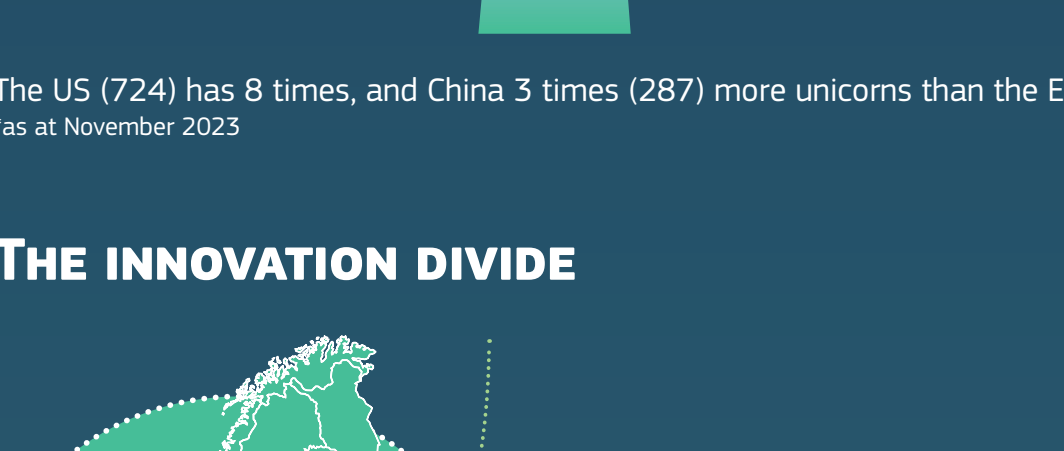 The US (724) has 8 times, and China 3 times (287) more unicorns than the E
*as at November 2023
THE INNOVATION DIVIDE